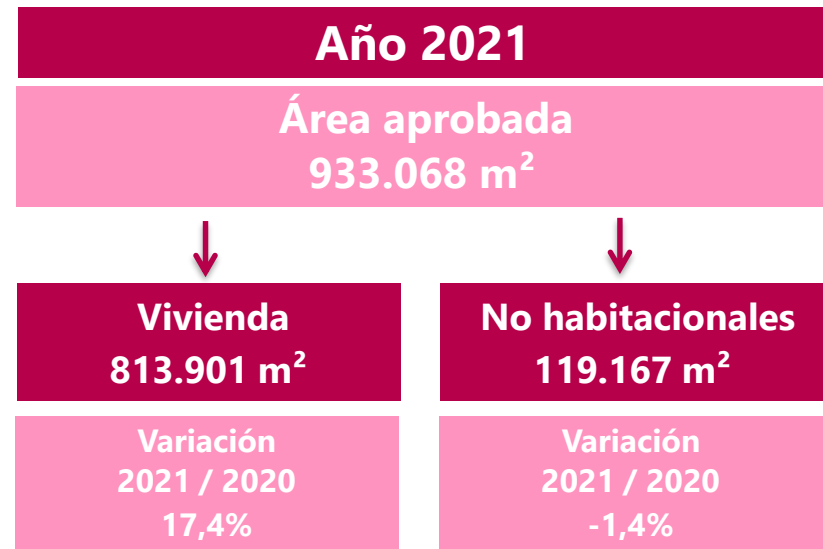 Año 2021
Área aprobada
933.068 m²
Vivienda
813.901 m²
No habitacionales
119.167 m²
Variación
2021 / 2020
17,4%
Variación
2021 / 2020
-1,4%